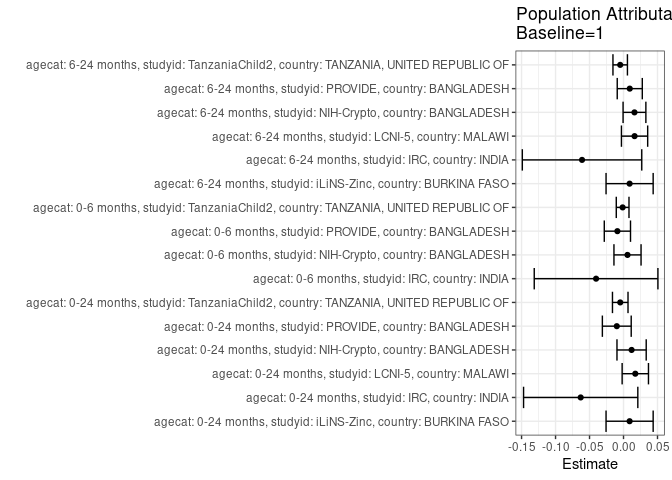 Population Attributa
Baseline=1
agecat: 6-24 months, studyid: TanzaniaChild2, country: TANZANIA, UNITED REPUBLIC OF
agecat: 6-24 months, studyid: PROVIDE, country: BANGLADESH
agecat: 6-24 months, studyid: NIH-Crypto, country: BANGLADESH
agecat: 6-24 months, studyid: LCNI-5, country: MALAWI
agecat: 6-24 months, studyid: IRC, country: INDIA
agecat: 6-24 months, studyid: iLiNS-Zinc, country: BURKINA FASO
agecat: 0-6 months, studyid: TanzaniaChild2, country: TANZANIA, UNITED REPUBLIC OF
agecat: 0-6 months, studyid: PROVIDE, country: BANGLADESH
agecat: 0-6 months, studyid: NIH-Crypto, country: BANGLADESH
agecat: 0-6 months, studyid: IRC, country: INDIA
agecat: 0-24 months, studyid: TanzaniaChild2, country: TANZANIA, UNITED REPUBLIC OF
agecat: 0-24 months, studyid: PROVIDE, country: BANGLADESH
agecat: 0-24 months, studyid: NIH-Crypto, country: BANGLADESH
agecat: 0-24 months, studyid: LCNI-5, country: MALAWI
agecat: 0-24 months, studyid: IRC, country: INDIA
agecat: 0-24 months, studyid: iLiNS-Zinc, country: BURKINA FASO
-0.15 -0.10 -0.05 0.00 0.05
Estimate